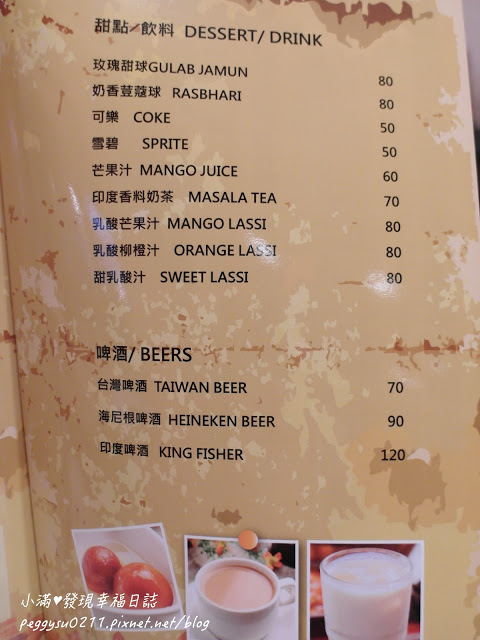 甜點/飲料 DESSERT/ DRINK
玫瑰甜球GULAB JAMUN 80
奶香荳蔻球 RASBHARI 80
可樂 COKE 50
雪碧 SPRITE 50
芒果汁 MANGO JUICE 60
印度香料奶茶 MASALA TEA 70
乳酸芒果汁 MANGO LASSI 80
乳酸柳橙汁 ORANGE LASSI 80
甜乳酸汁 SWEET LASSI 80
啤酒/ BEERS
台灣啤酒 TAIWAN BEER 70
海尼根啤酒 HEINEKEN BEER 90
印度啤酒 KING FISHER 120
小滿♥發現幸福日誌
peggysu0211.pixnet.net/blog